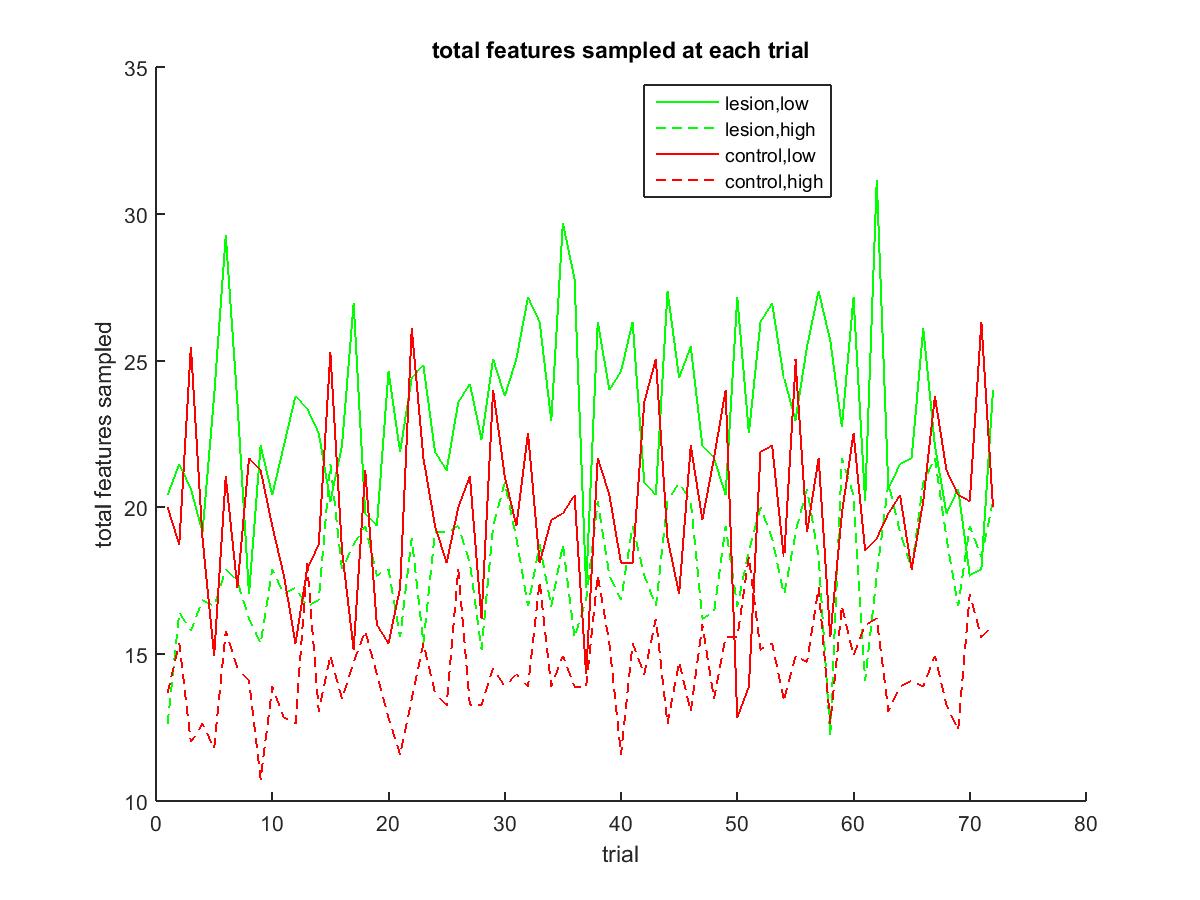 total features sampled at each trial
lesion,low
lesion,high
control,low
control,high
total features sampled
35
30
25
20
15
10
0 10 20 30 40 50 60 70 80
trial